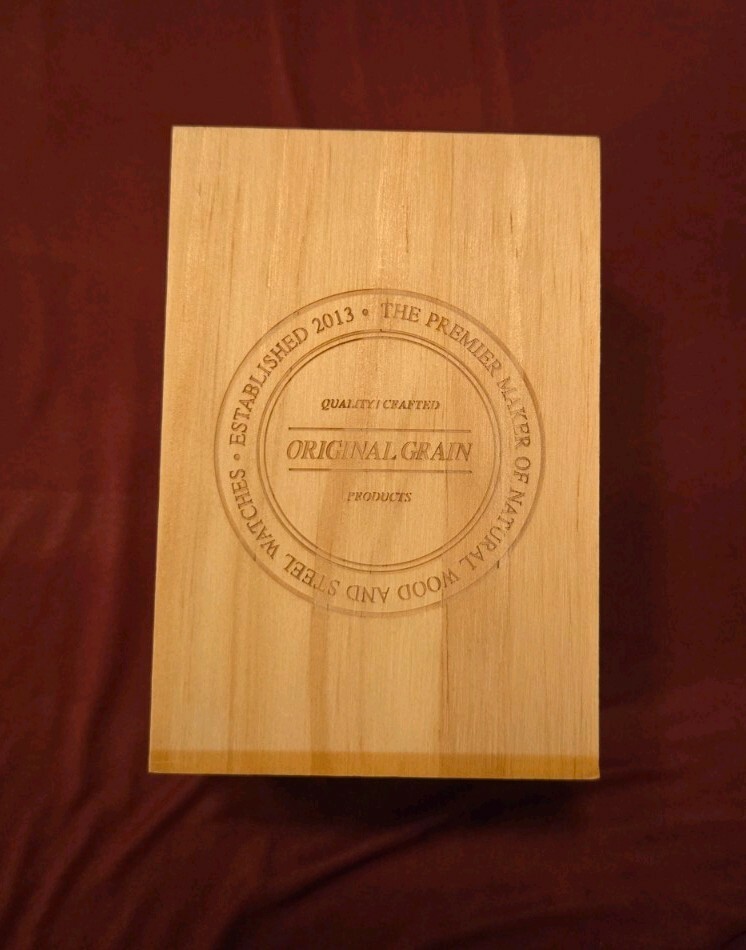 ESTABLISHED 2013 • THE PREMIER MAKER OF NATURAL WOOD AND STEEL WATCHES •
QUALITY | CRAFTED
ORIGINAL GRAIN
PRODUCTS